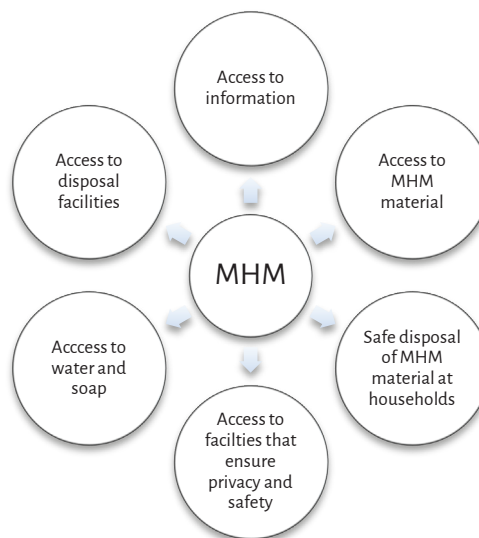 Access to
information
Access to
disposal
facilities
Access to
MHM
material
MHM
Acccess to
water and
soap
Safe disposal
of MHM
material at
households
Access to
facilties that
ensure
privacy and
safety